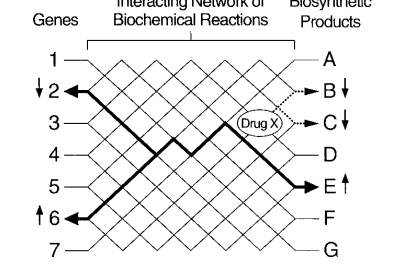 Interacting Network of
Biosynthetic
Genes
Biochemical Reactions
Products
1
A
2
B
3
Drug X
C
4
D
5
E
6
F
7
G